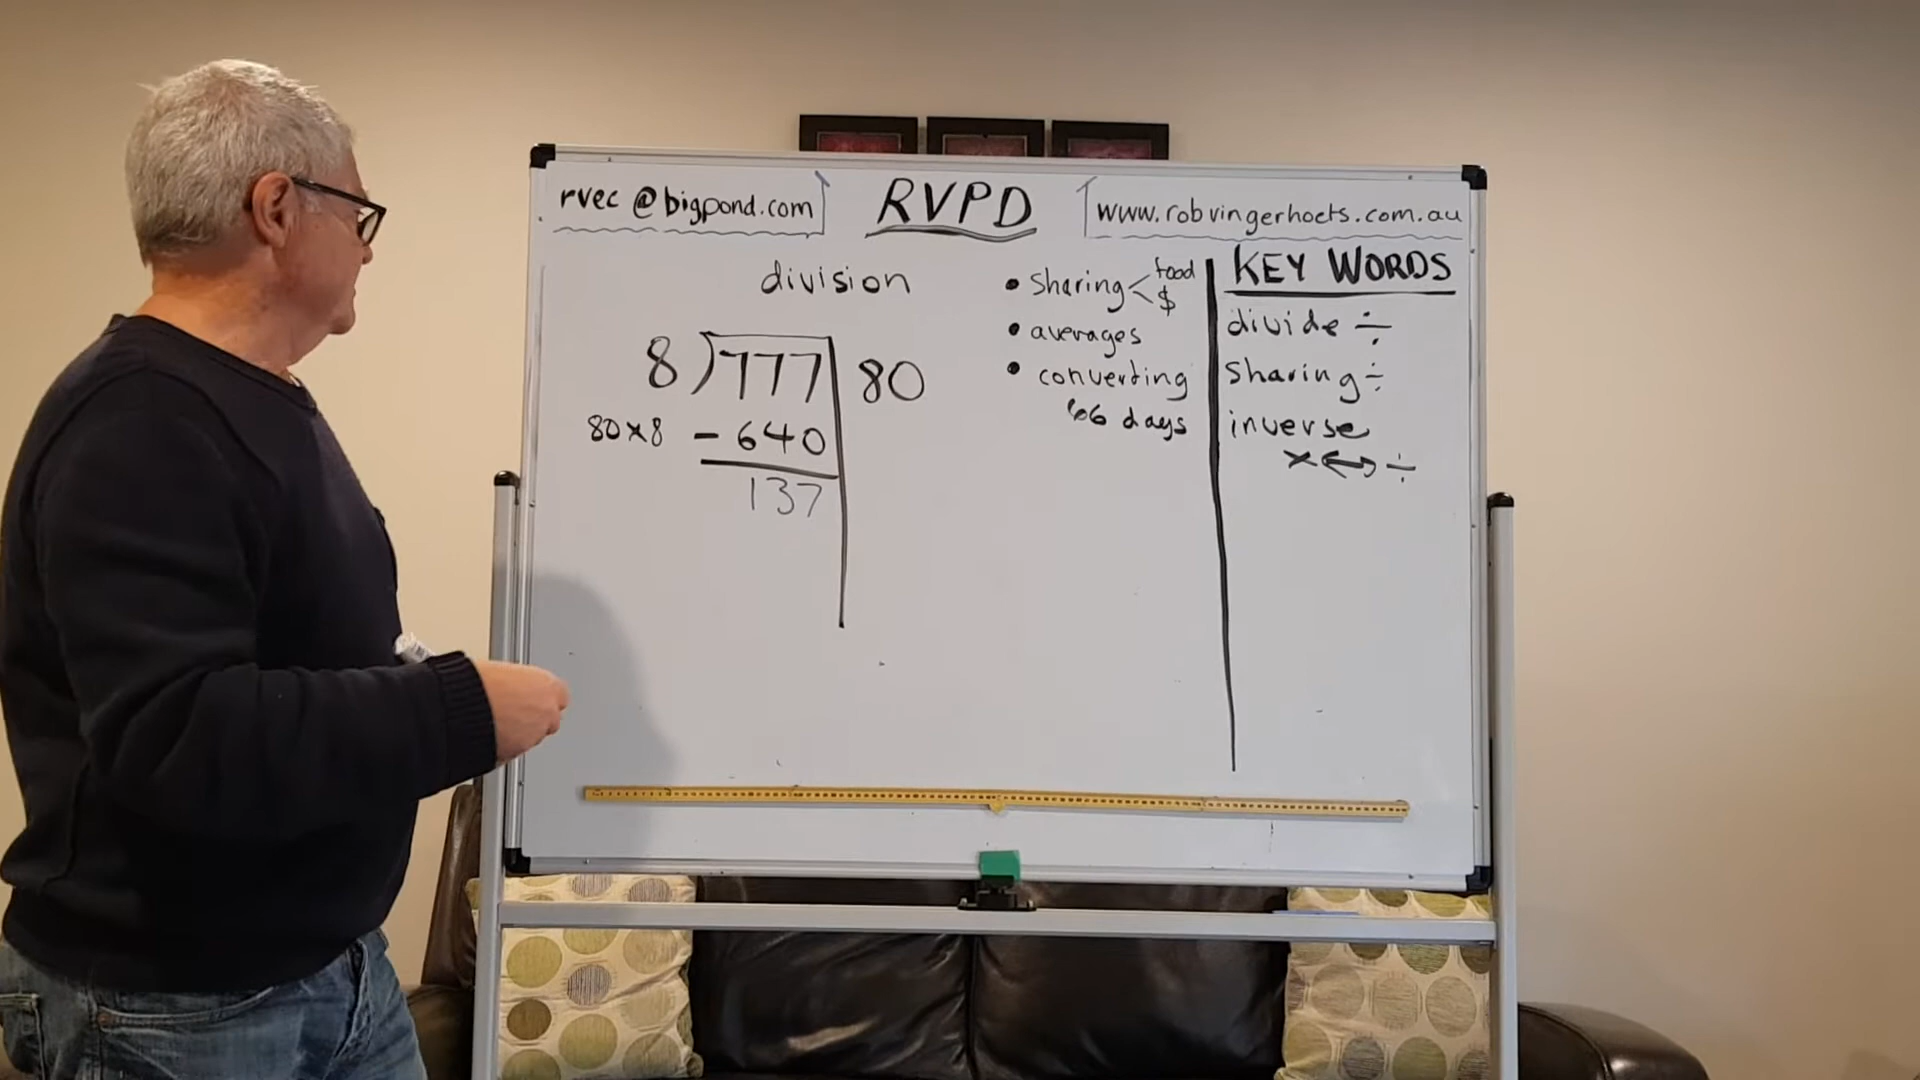 rvec @bigpond.com
RVPD
www.robvingerhoets.com.au
division
8)777 80
80×8 - 640
137
• Sharing < food
$
• averages
• converting
66 days
KEY WORDS
divide ÷
Sharing ÷
inverse
×↔÷